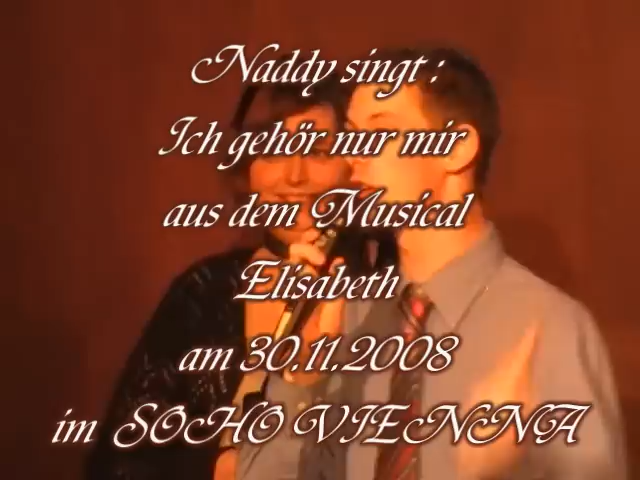 Naddy singt :
Ich gehör nur mir
aus dem Musical
Elisabeth
am 30.11.2008
im SOHO VIENNA